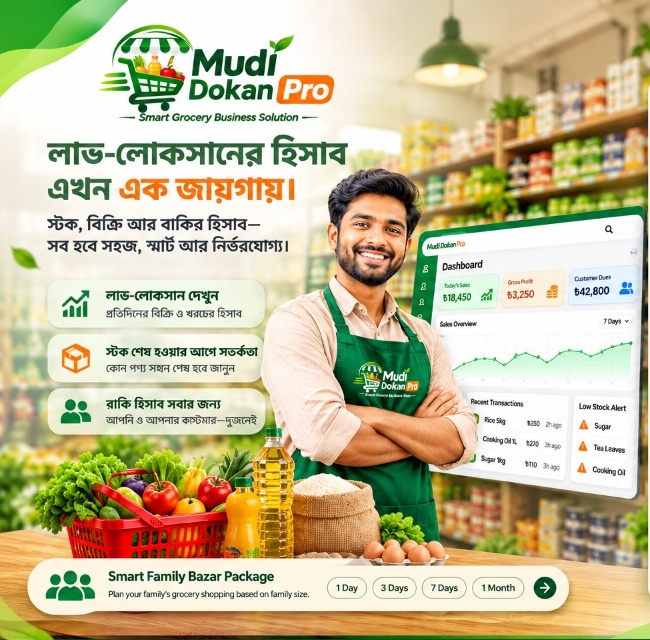 Mudi
Dokan Pro
Smart Grocery Business Solution
লাভ-লোকসানের হিসাব
এখন এক জায়গায়।
স্টক, বিক্রি আর বাকির হিসাব—
সব হবে সহজ, স্মার্ট আর নির্ভরযোগ্য।
লাভ-লোকসান দেখুন
প্রতিদিনের বিক্রি ও খরচের হিসাব
স্টক শেষ হওয়ার আগে সতর্কতা
কোন পণ্য সহন শেষ হবে জানুন
রাকি হিসাব সবার জন্য
আপনি ও আপনার কাস্টমার—দুজনেই
Mudi Dokan Pro
Dashboard
Today's Sales
৳18,450
Gross Profit
৳3,250
Customer Dues
৳42,800
Sales Overview
7 Days
Recent Transactions
Rice 5kg ৳350 2h ago
Cooking Oil 1L ৳270 3h ago
Sugar 1kg ৳110 3h ago
Low Stock Alert
Sugar
Tea Leaves
Cooking Oil
Mudi
Dokan Pro
Smart Grocery Business
Smart Family Bazar Package
Plan your family's grocery shopping based on family size.
1 Day
3 Days
7 Days
1 Month